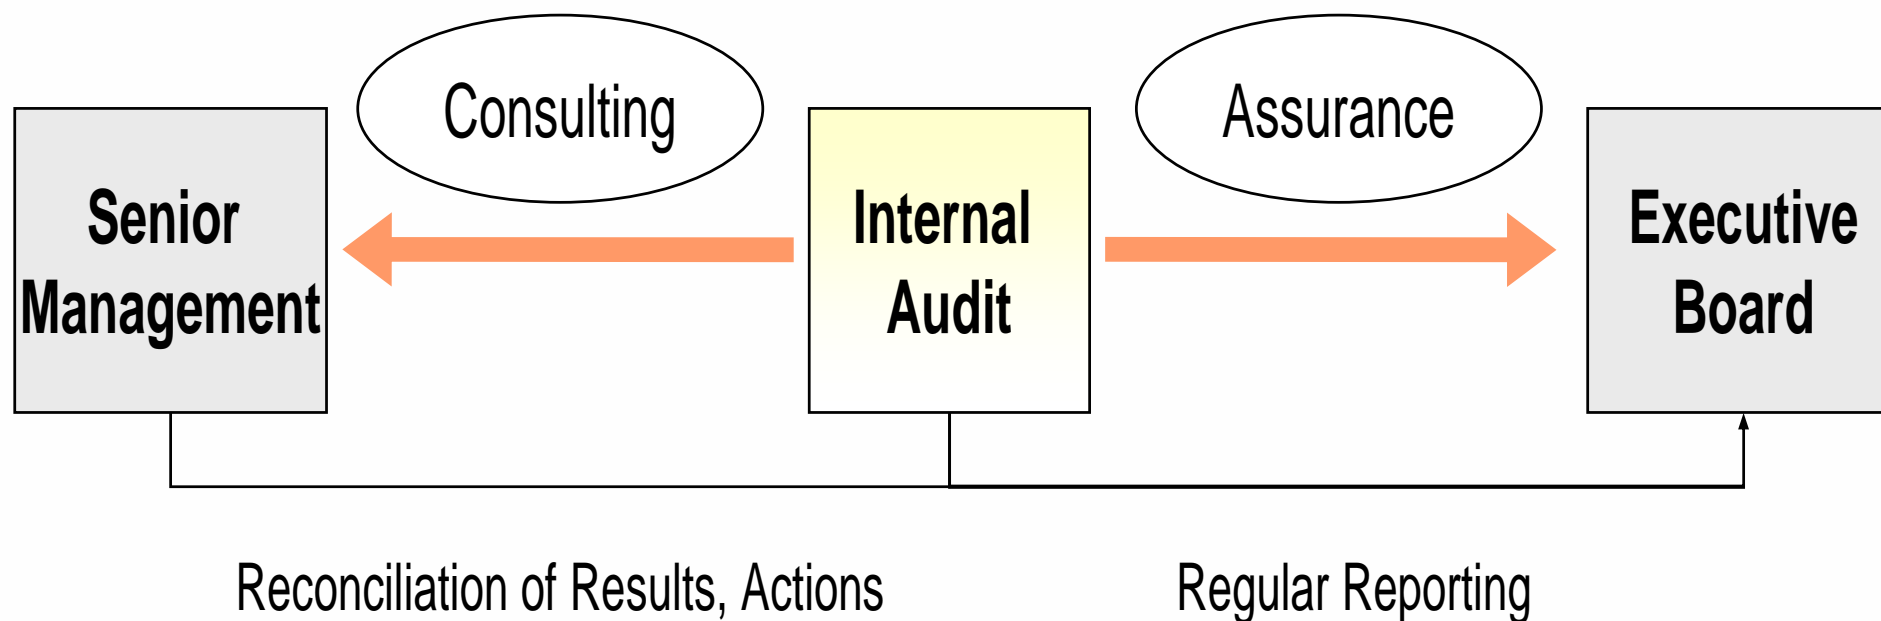 Consulting
Assurance
Senior
Management
Internal
Audit
Executive
Board
Reconciliation of Results, Actions
Regular Reporting